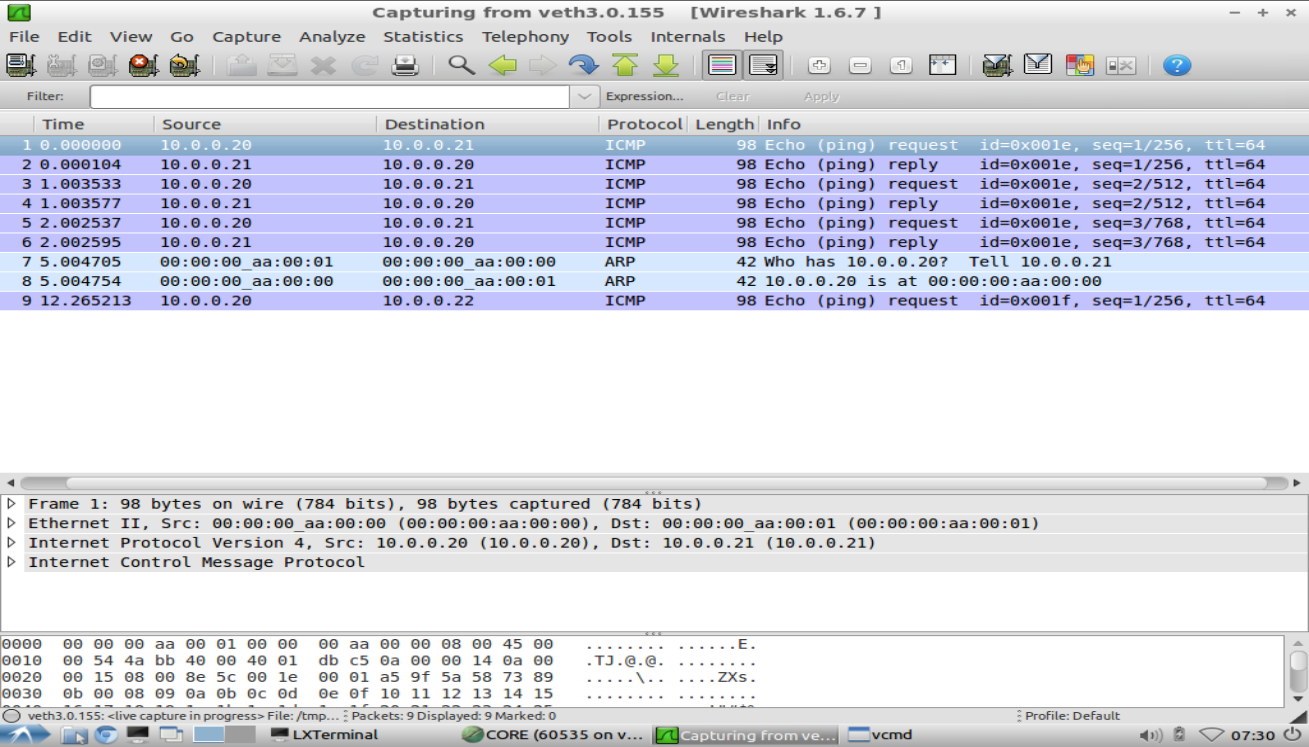 Capturing from veth3.0.155 [Wireshark 1.6.7 ]
File Edit View Go Capture Analyze Statistics Telephony Tools Internals Help
Filter: Expression... Clear Apply
Time Source Destination Protocol Length Info
1 0.000000 10.0.0.20 10.0.0.21 ICMP 98 Echo (ping) request id=0x001e, seq=1/256, ttl=64
2 0.000104 10.0.0.21 10.0.0.20 ICMP 98 Echo (ping) reply id=0x001e, seq=1/256, ttl=64
3 1.003533 10.0.0.20 10.0.0.21 ICMP 98 Echo (ping) request id=0x001e, seq=2/512, ttl=64
4 1.003577 10.0.0.21 10.0.0.20 ICMP 98 Echo (ping) reply id=0x001e, seq=2/512, ttl=64
5 2.002537 10.0.0.20 10.0.0.21 ICMP 98 Echo (ping) request id=0x001e, seq=3/768, ttl=64
6 2.002595 10.0.0.21 10.0.0.20 ICMP 98 Echo (ping) reply id=0x001e, seq=3/768, ttl=64
7 5.004705 00:00:00_aa:00:01 00:00:00_aa:00:00 ARP 42 Who has 10.0.0.20? Tell 10.0.0.21
8 5.004754 00:00:00_aa:00:00 00:00:00_aa:00:01 ARP 42 10.0.0.20 is at 00:00:00:aa:00:00
9 12.265213 10.0.0.20 10.0.0.22 ICMP 98 Echo (ping) request id=0x001f, seq=1/256, ttl=64
Frame 1: 98 bytes on wire (784 bits), 98 bytes captured (784 bits)
Ethernet II, Src: 00:00:00_aa:00:00 (00:00:00:aa:00:00), Dst: 00:00:00_aa:00:01 (00:00:00:aa:00:01)
Internet Protocol Version 4, Src: 10.0.0.20 (10.0.0.20), Dst: 10.0.0.21 (10.0.0.21)
Internet Control Message Protocol
0000 00 00 00 aa 00 01 00 00 00 aa 00 00 08 00 45 00 ........ ......E.
0010 00 54 4a bb 40 00 40 01 db c5 0a 00 00 14 0a 00 .TJ.@.@. ........
0020 00 15 08 00 8e 5c 00 1e 00 01 a5 9f 5a 58 73 89 .....\.. ....ZXs.
0030 0b 00 08 09 0a 0b 0c 0d 0e 0f 10 11 12 13 14 15 ........ ........
veth3.0.155: <live capture in progress> File: /tmp... Packets: 9 Displayed: 9 Marked: 0 Profile: Default
LXTerminal CORE (60535 on v... Capturing from ve... vcmd 07:30